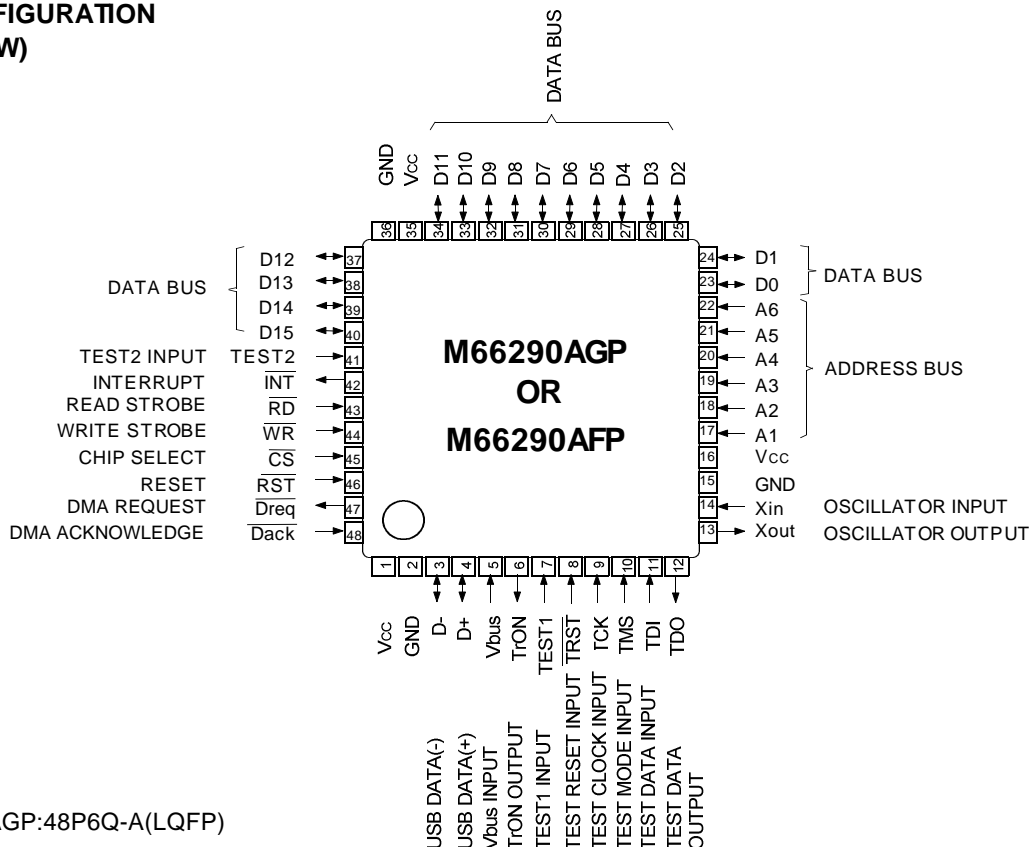 FIGURATION
W)
DATA BUS
GND
Vcc
D11
D10
D9
D8
D7
D6
D5
D4
D3
D2
36 35 34 33 32 31 30 29 28 27 26 25
DATA BUS
D12 37
D13 38
D14 39
D15 40
TEST2 INPUT TEST2 41
INTERRUPT INT 42
READ STROBE RD 43
WRITE STROBE WR 44
CHIP SELECT CS 45
RESET RST 46
DMA REQUEST Dreq 47
DMA ACKNOWLEDGE Dack 48
M66290AGP
OR
M66290AFP
24 D1
23 D0
DATA BUS
22 A6
21 A5
20 A4
19 A3
18 A2
17 A1
ADDRESS BUS
16 Vcc
15 GND
14 Xin OSCILLATOR INPUT
13 Xout OSCILLATOR OUTPUT
1 2 3 4 5 6 7 8 9 10 11 12
Vcc
GND
D-
D+
Vbus
TrON
TEST1
TRST
TCK
TMS
TDI
TDO
USB DATA(-)
USB DATA(+)
Vbus INPUT
TrON OUTPUT
TEST1 INPUT
TEST RESET INPUT
TEST CLOCK INPUT
TEST MODE INPUT
TEST DATA INPUT
TEST DATA
OUTPUT
AGP:48P6Q-A(LQFP)